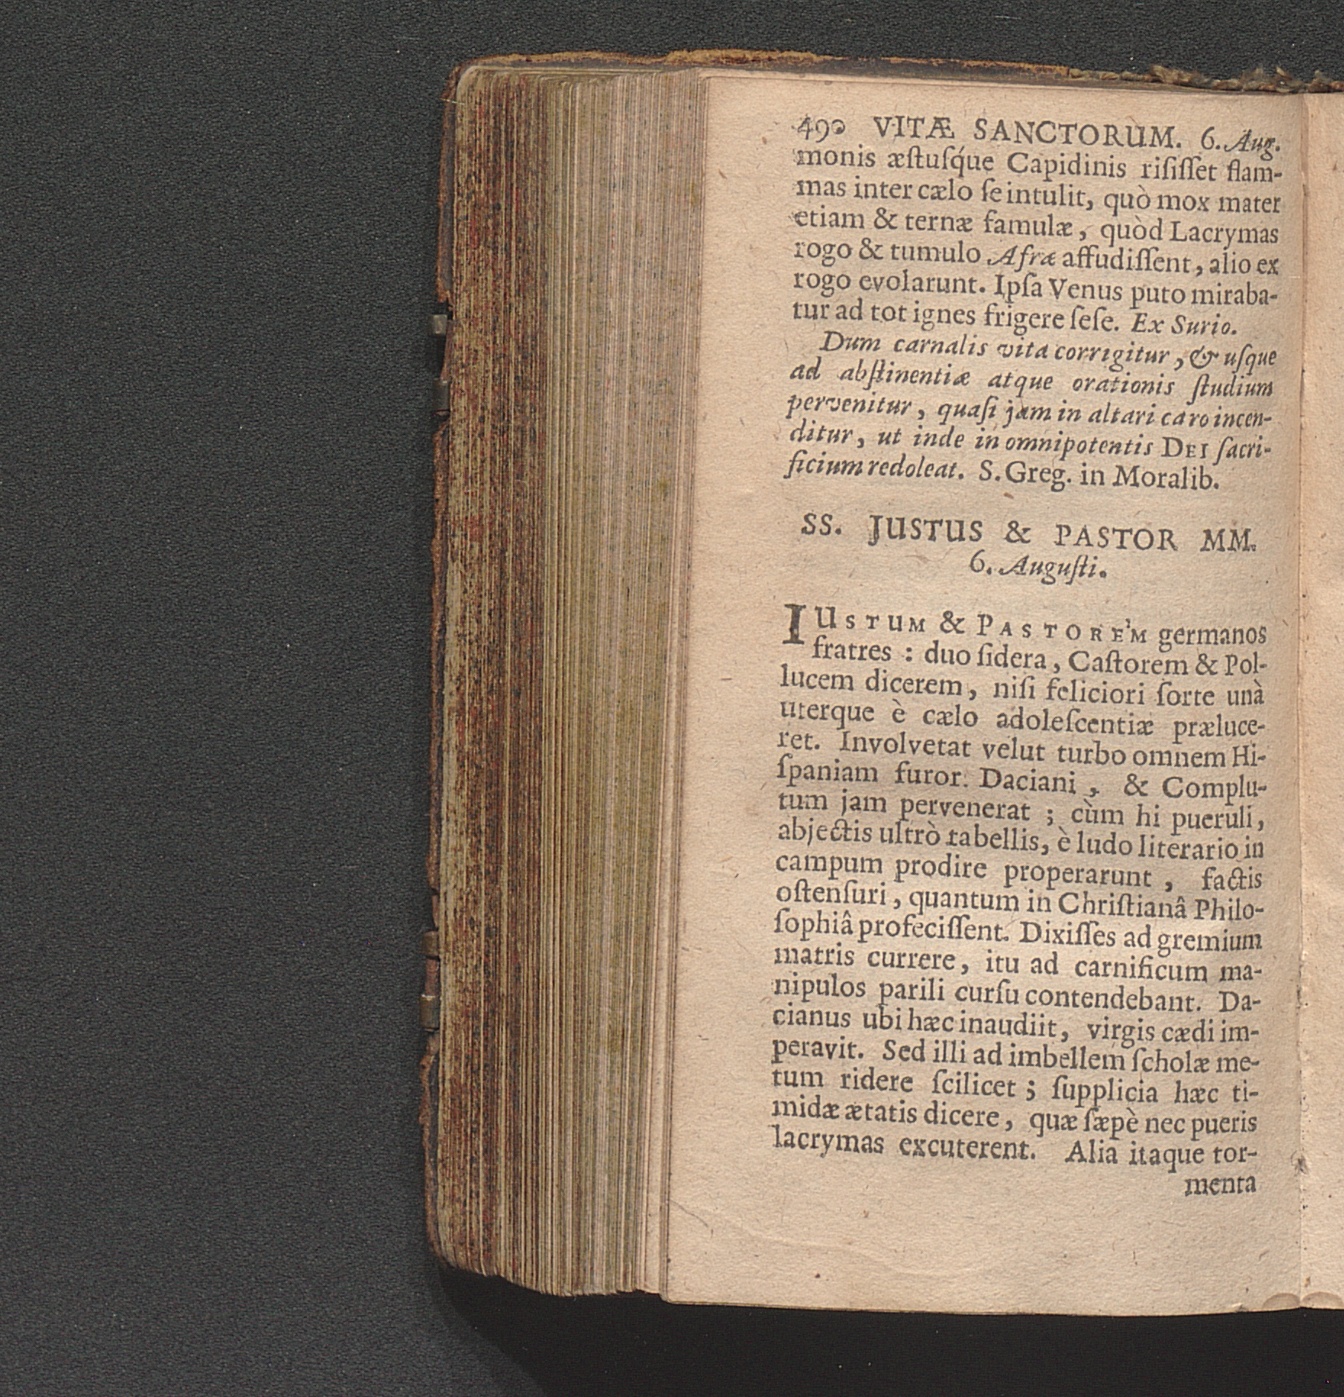 490 VITÆ SANCTORUM. 6. Aug.
monis æſtuſq́ue Capidinis riſiſſet flam-
mas inter cælo ſe intulit, quò mox mater
etiam & ternæ famulæ, quòd Lacrymas
rogo & tumulo Afræ affudiſſent, alio ex
rogo evolarunt. Ipſa Venus puto miraba-
tur ad tot ignes frigere ſeſe. Ex Surio.
Dum carnalis vita corrigitur, & uſque
ad abſtinentiæ atque orationis ſtudium
pervenitur, quaſi jam in altari caro incen-
ditur, ut inde in omnipotentis DEI ſacri-
ficium redoleat. S. Greg. in Moralib.
SS. JUSTUS & PASTOR MM.
6. Auguſti.
IUSTUM & PASTOREM germanos
fratres : duo ſidera, Caſtorem & Pol-
lucem dicerem, niſi feliciori ſorte unà
uterque è cælo adoleſcentiæ præluce-
ret. Involvetat velut turbo omnem Hi-
ſpaniam furor. Daciani, & Complu-
tum jam pervenerat ; cùm hi pueruli,
abjectis ultrò tabellis, è ludo literario in
campum prodire properarunt, factis
oſtenſuri, quantum in Chriſtianâ Philo-
ſophiâ profeciſſent. Dixiſſes ad gremium
matris currere, itu ad carnificum ma-
nipulos parili curſu contendebant. Da-
cianus ubi hæc inaudiit, virgis cædi im-
peravit. Sed illi ad imbellem ſcholæ me-
tum ridere ſcilicet ; ſupplicia hæc ti-
midæ ætatis dicere, quæ ſæpè nec pueris
lacrymas excuterent. Alia itaque tor-
menta